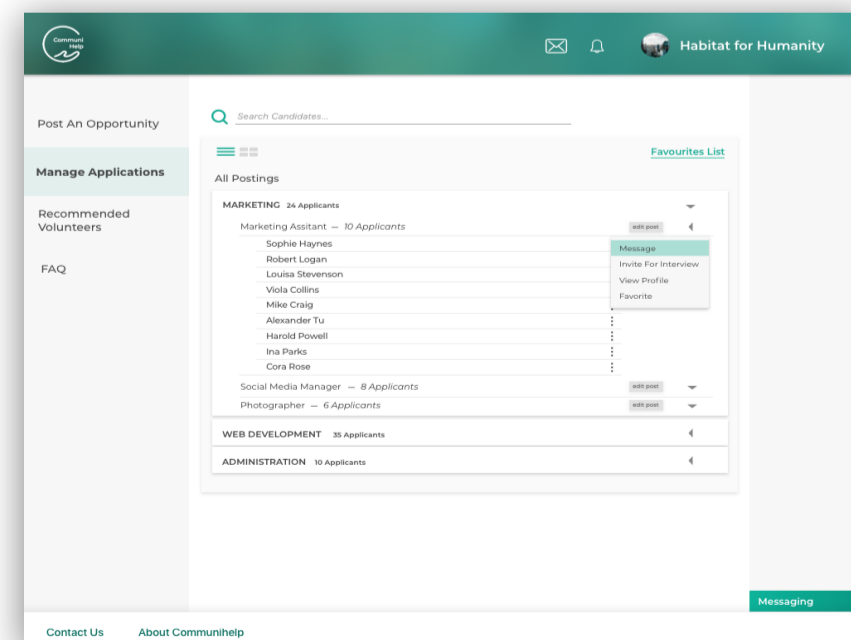 Communi
Help
Habitat for Humanity
Post An Opportunity
Manage Applications
Recommended
Volunteers
FAQ
Search Candidates...
Favourites List
All Postings
MARKETING 24 Applicants
Marketing Assitant — 10 Applicants
edit post
Sophie Haynes
Robert Logan
Louisa Stevenson
Viola Collins
Mike Craig
Alexander Tu
Harold Powell
Ina Parks
Cora Rose
Message
Invite For Interview
View Profile
Favorite
Social Media Manager — 8 Applicants
edit post
Photographer — 6 Applicants
edit post
WEB DEVELOPMENT 35 Applicants
ADMINISTRATION 10 Applicants
Messaging
Contact Us
About Communihelp